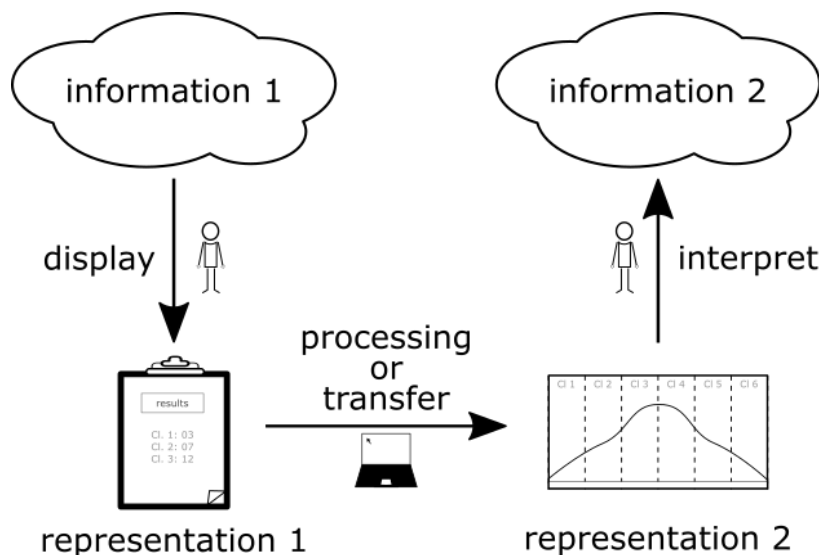 information 1
information 2
display
interpret
processing
or
transfer
results
Cl. 1: 03
Cl. 2: 07
Cl. 3: 12
Cl 1 Cl 2 Cl 3 Cl 4 Cl 5 Cl 6
representation 1
representation 2